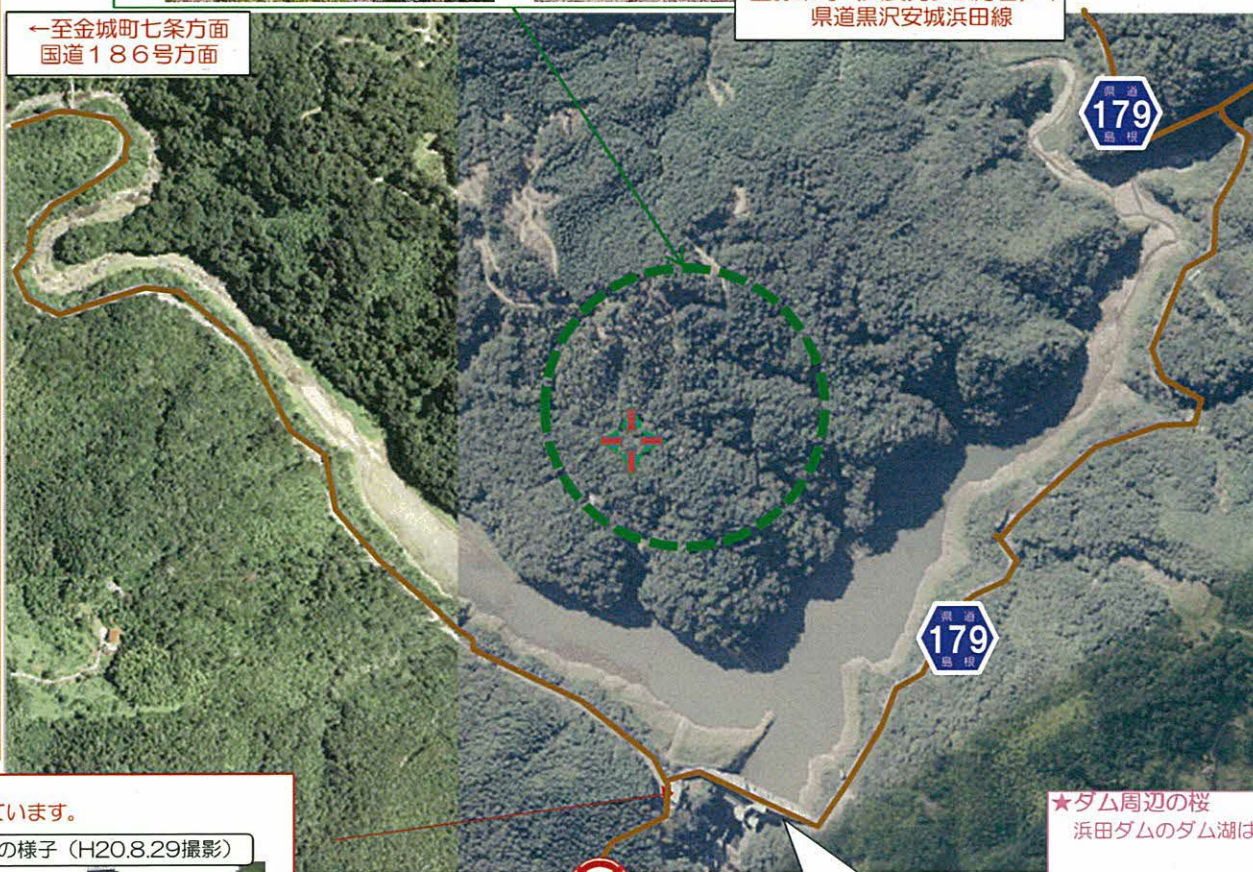 ←至金城町七条方面
国道186号方面
県道黒沢安城浜田線
県道
179
島根
県道
179
島根
ています。
の様子（H20.8.29撮影）
★ダム周辺の桜
浜田ダムのダム湖は